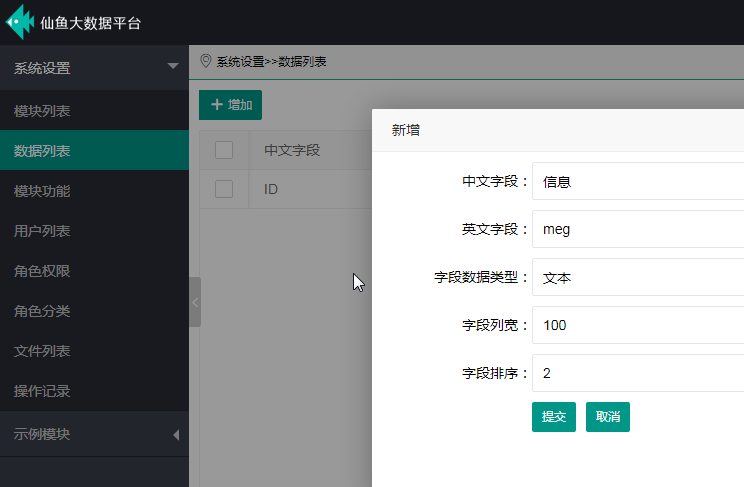 仙鱼大数据平台
系统设置
模块列表
数据列表
模块功能
用户列表
角色权限
角色分类
文件列表
操作记录
示例模块
系统设置>>数据列表
增加
中文字段
ID
新增
中文字段： 信息
英文字段： meg
字段数据类型： 文本
字段列宽： 100
字段排序： 2
提交 取消